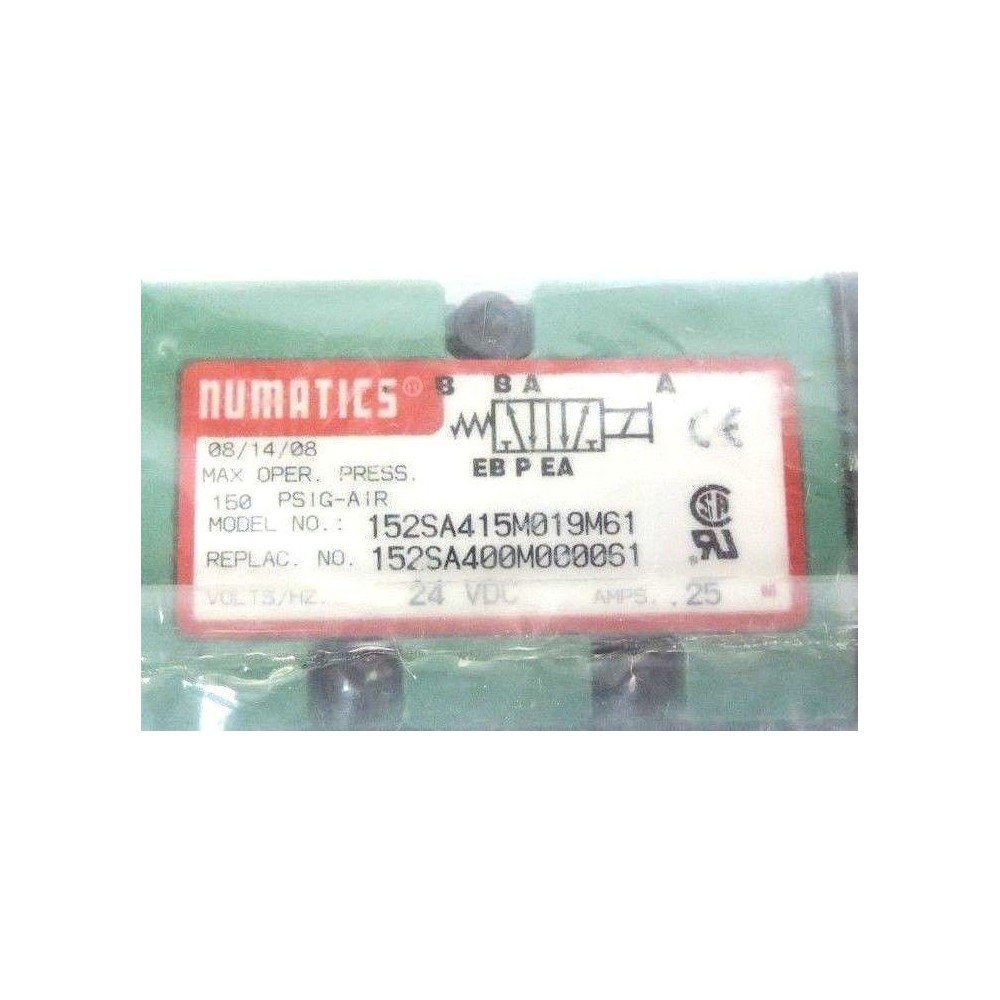 NUMATICS®
B B A A
EB P EA
CE
08/14/08
MAX OPER. PRESS.
150 PSIG-AIR
MODEL NO.: 152SA415M019M61
REPLAC. NO. 152SA400M000061
VOLTS/HZ. 24 VDC AMPS. .25